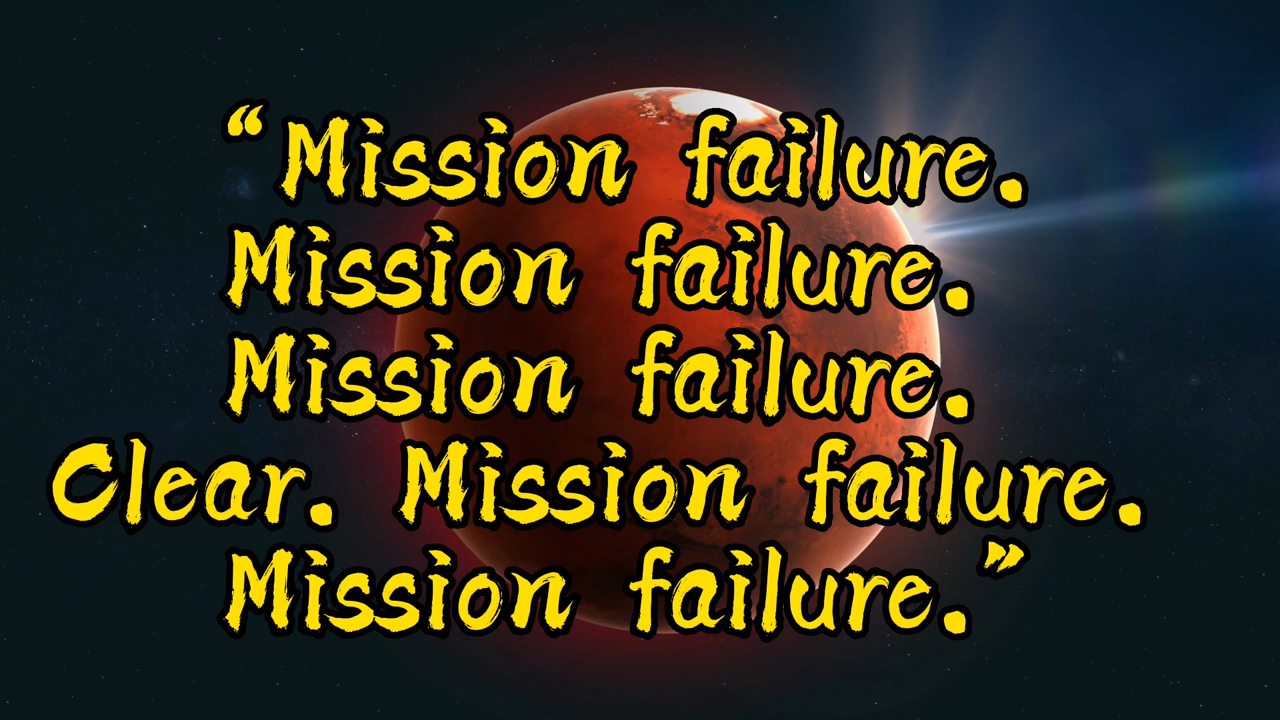 “Mission failure.
Mission failure.
Mission failure.
Clear. Mission failure.
Mission failure.”